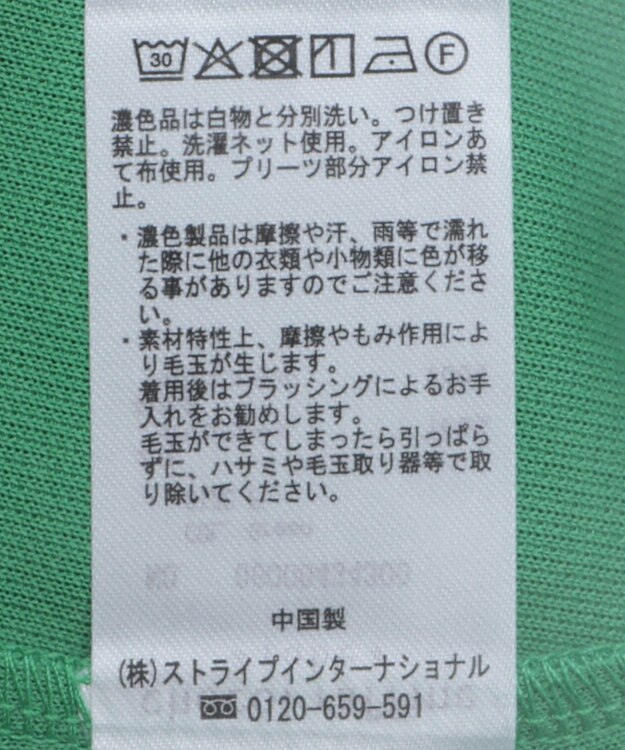 30 F
濃色品は白物と分別洗い。つけ置き
禁止。洗濯ネット使用。アイロンあ
て布使用。プリーツ部分アイロン禁
止。
・濃色製品は摩擦や汗、雨等で濡れ
た際に他の衣類や小物類に色が移
る事がありますのでご注意くださ
い。
・素材特性上、摩擦やもみ作用によ
り毛玉が生じます。
着用後はブラッシングによるお手
入れをお勧めします。
毛玉ができてしまったら引っぱら
ずに、ハサミや毛玉取り器等で取
り除いてください。
中国製
(株)ストライプインターナショナル
0120-659-591